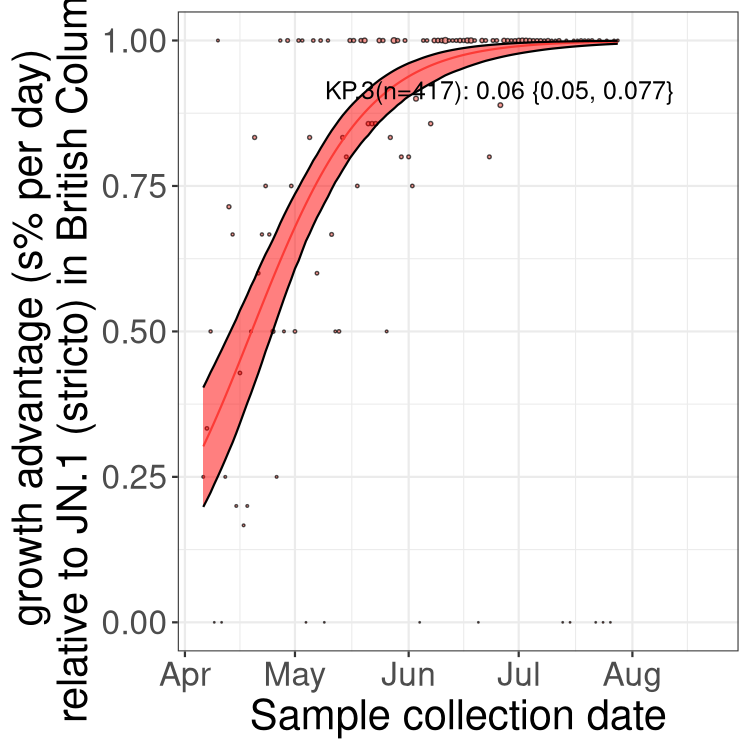 growth advantage (s% per day)
relative to JN.1 (stricto) in British Colum
1.00
0.75
0.50
0.25
0.00
KP.3(n=417): 0.06 {0.05, 0.077}
Apr May Jun Jul Aug
Sample collection date